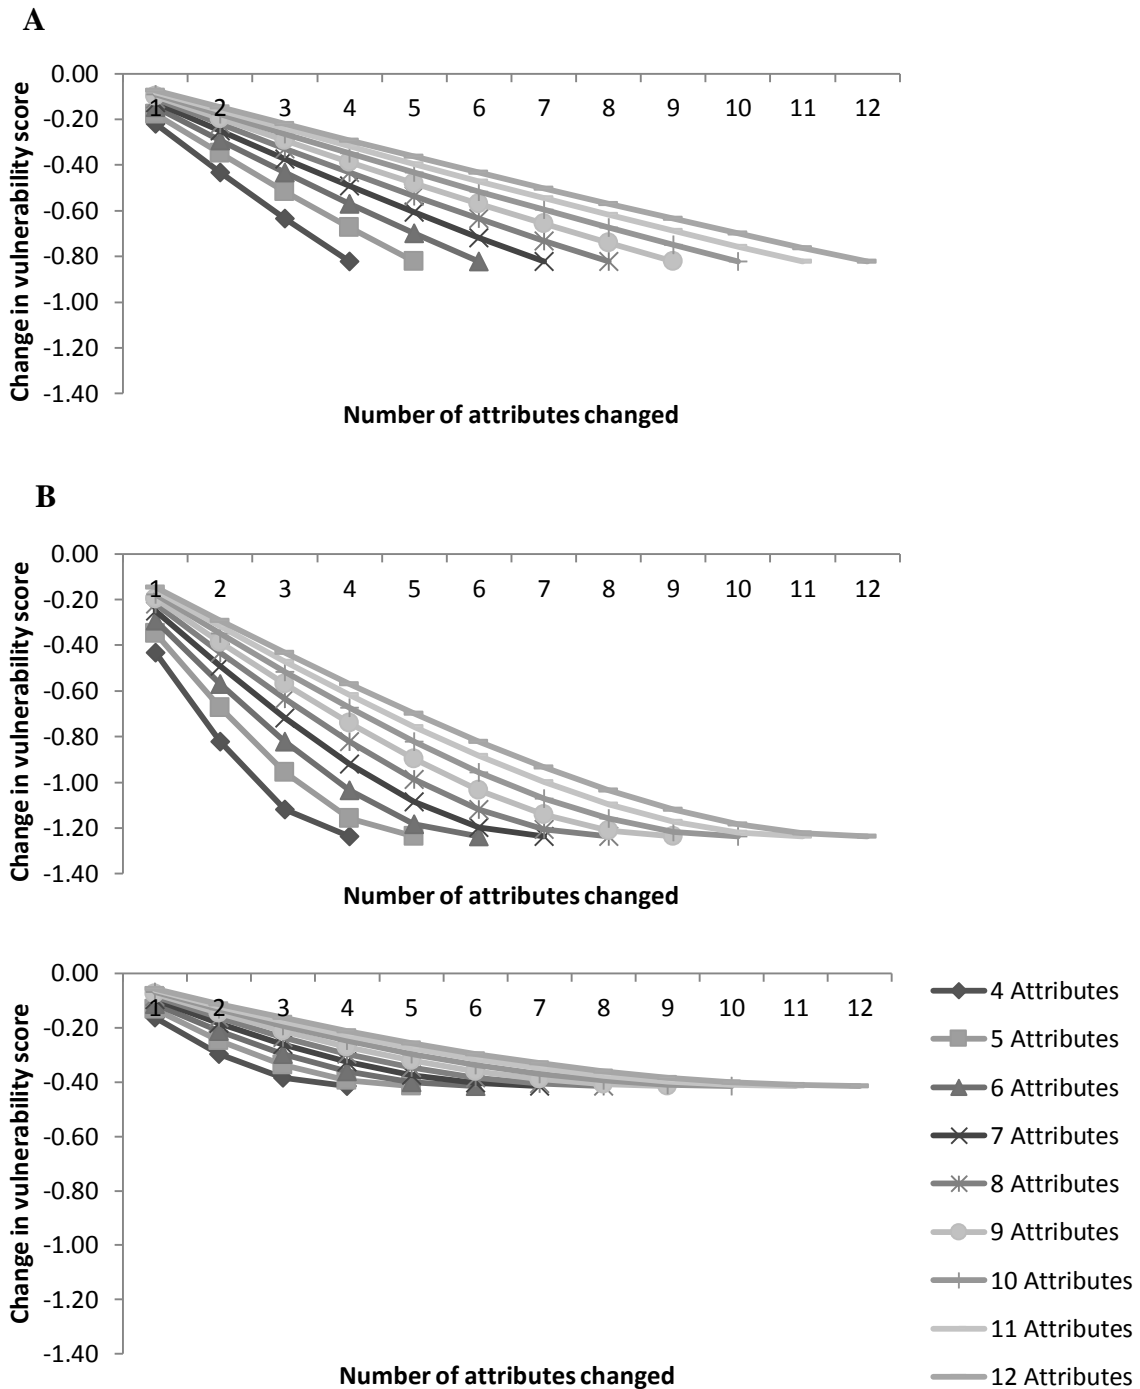 A
Change in vulnerability score
0.00
-0.20
-0.40
-0.60
-0.80
-1.00
-1.20
-1.40
1 2 3 4 5 6 7 8 9 10 11 12
Number of attributes changed
B
Change in vulnerability score
0.00
-0.20
-0.40
-0.60
-0.80
-1.00
-1.20
-1.40
1 2 3 4 5 6 7 8 9 10 11 12
Number of attributes changed
Change in vulnerability score
0.00
-0.20
-0.40
-0.60
-0.80
-1.00
-1.20
-1.40
1 2 3 4 5 6 7 8 9 10 11 12
Number of attributes changed
4 Attributes
5 Attributes
6 Attributes
7 Attributes
8 Attributes
9 Attributes
10 Attributes
11 Attributes
12 Attributes